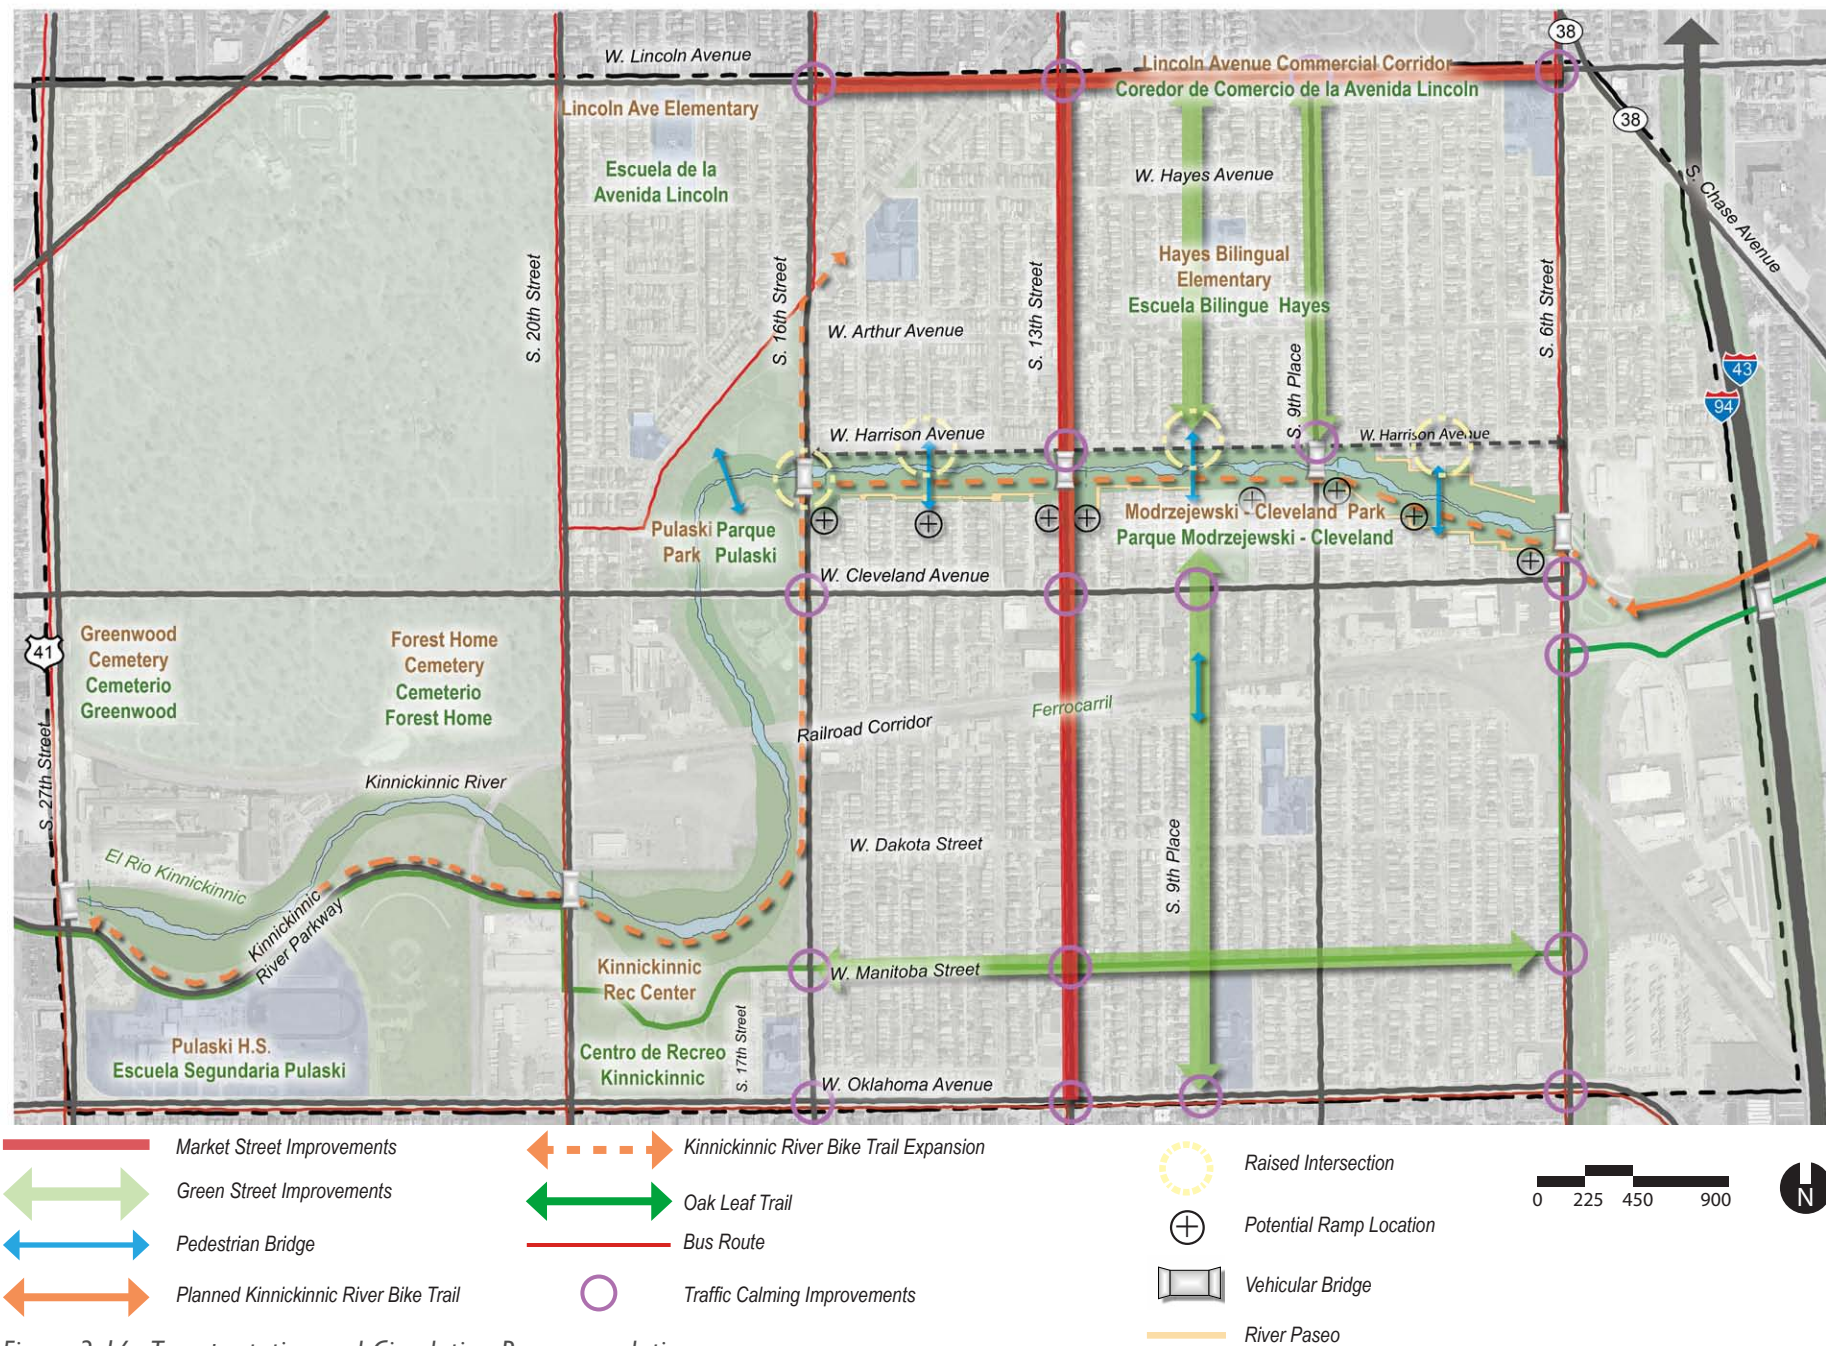 W. Lincoln Avenue
38
Lincoln Avenue Commercial Corridor
Coredor de Comercio de la Avenida Lincoln
Lincoln Ave Elementary
38
Escuela de la
Avenida Lincoln
W. Hayes Avenue
S. Chase Avenue
Hayes Bilingual
Elementary
Escuela Bilingue Hayes
S. 20th Street
S. 16th Street
S. 13th Street
S. 6th Street
W. Arthur Avenue
S. 9th Place
43
94
W. Harrison Avenue
W. Harrison Avenue
Modrzejewski - Cleveland Park
Parque Modrzejewski - Cleveland
Pulaski Parque
Park Pulaski
W. Cleveland Avenue
41
Greenwood
Cemetery
Cemeterio
Greenwood
Forest Home
Cemetery
Cemeterio
Forest Home
Railroad Corridor
Ferrocarril
S. 27th Street
Kinnickinnic River
W. Dakota Street
S. 9th Place
El Rio Kinnickinnic
Kinnickinnic
River Parkway
Kinnickinnic
Rec Center
W. Manitoba Street
S. 17th Street
Pulaski H.S.
Escuela Segundaria Pulaski
Centro de Recreo
Kinnickinnic
W. Oklahoma Avenue
Market Street Improvements
Green Street Improvements
Pedestrian Bridge
Planned Kinnickinnic River Bike Trail
Kinnickinnic River Bike Trail Expansion
Oak Leaf Trail
Bus Route
Traffic Calming Improvements
Raised Intersection
Potential Ramp Location
Vehicular Bridge
River Paseo
0 225 450 900
N